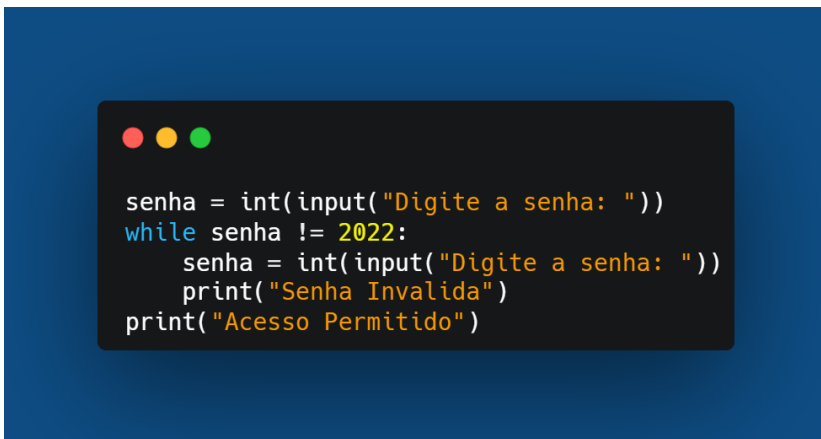 senha = int(input("Digite a senha: "))
while senha != 2022:
    senha = int(input("Digite a senha: "))
    print("Senha Invalida")
print("Acesso Permitido")